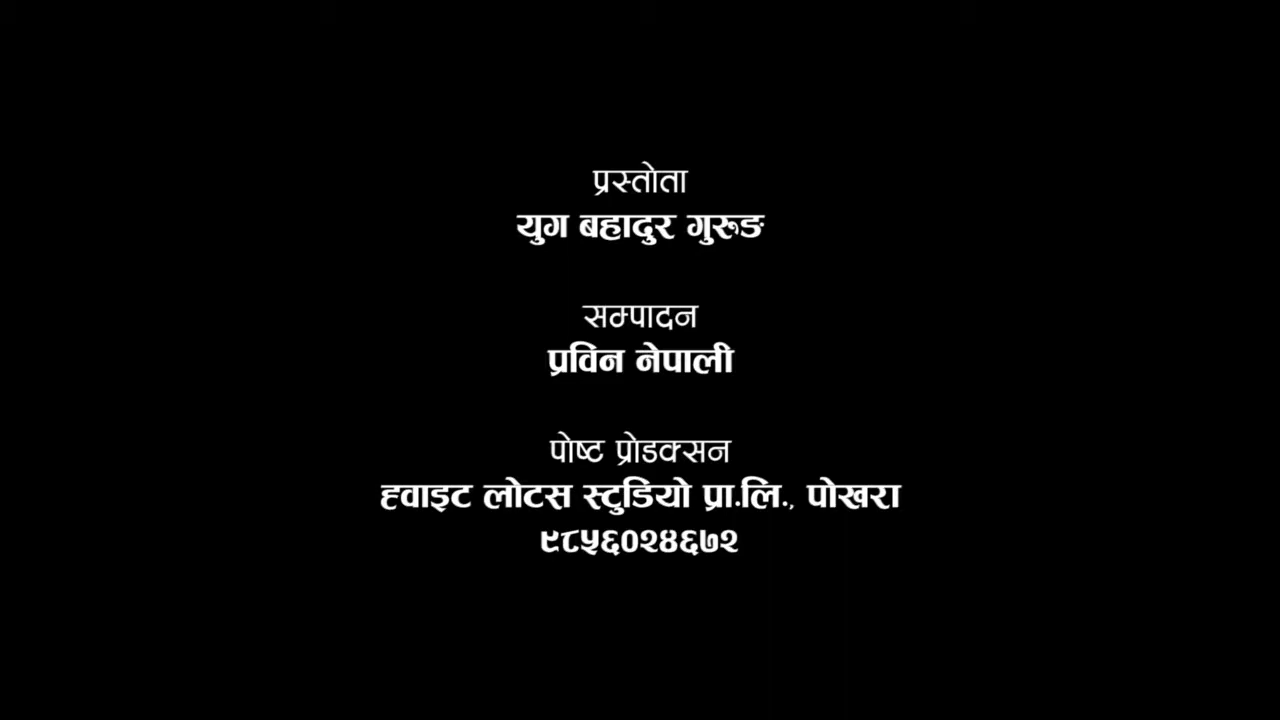 प्रस्तोता
युग बहादुर गुरुङ
सम्पादन
प्रविन नेपाली
पोष्ट प्रोडक्सन
ह्वाइट लोटस स्टुडियो प्रा.लि., पोखरा
९८५६०२४६७२